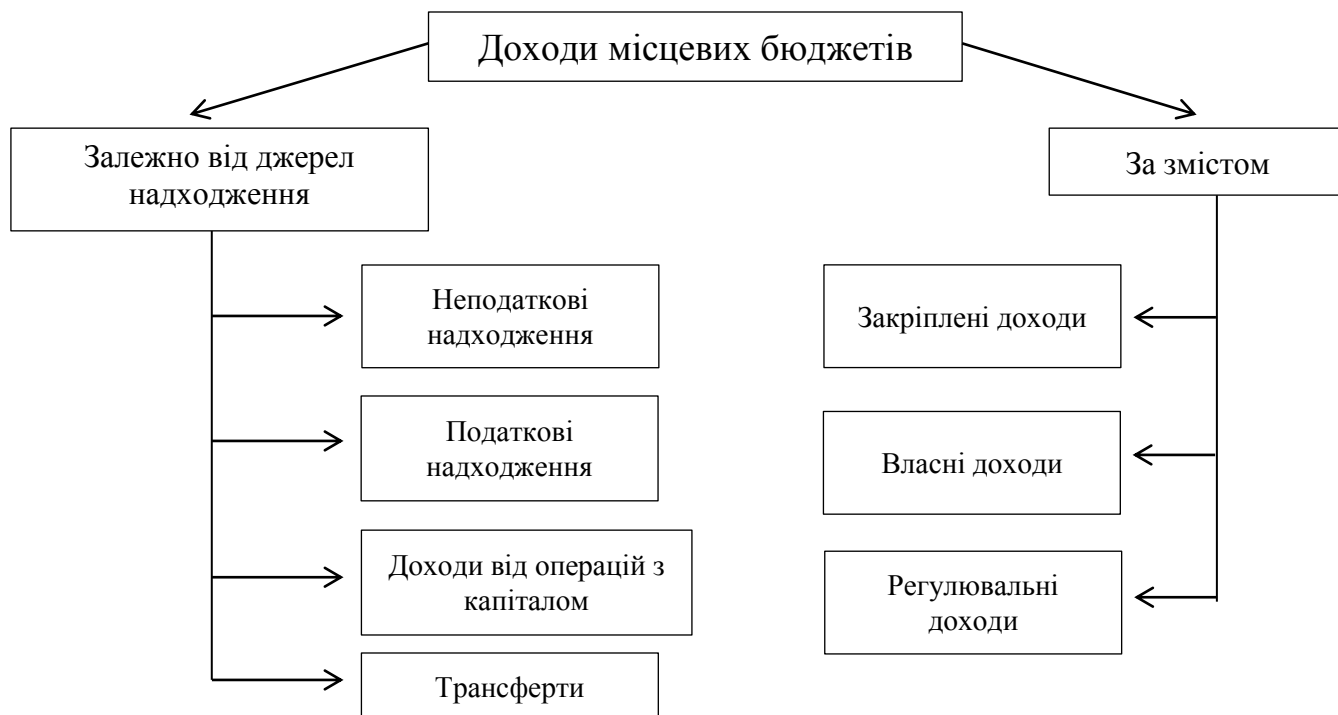 Доходи місцевих бюджетів
Залежно від джерел
надходження
За змістом
Неподаткові
надходження
Податкові
надходження
Доходи від операцій з
капіталом
Трансферти
Закріплені доходи
Власні доходи
Регулювальні
доходи